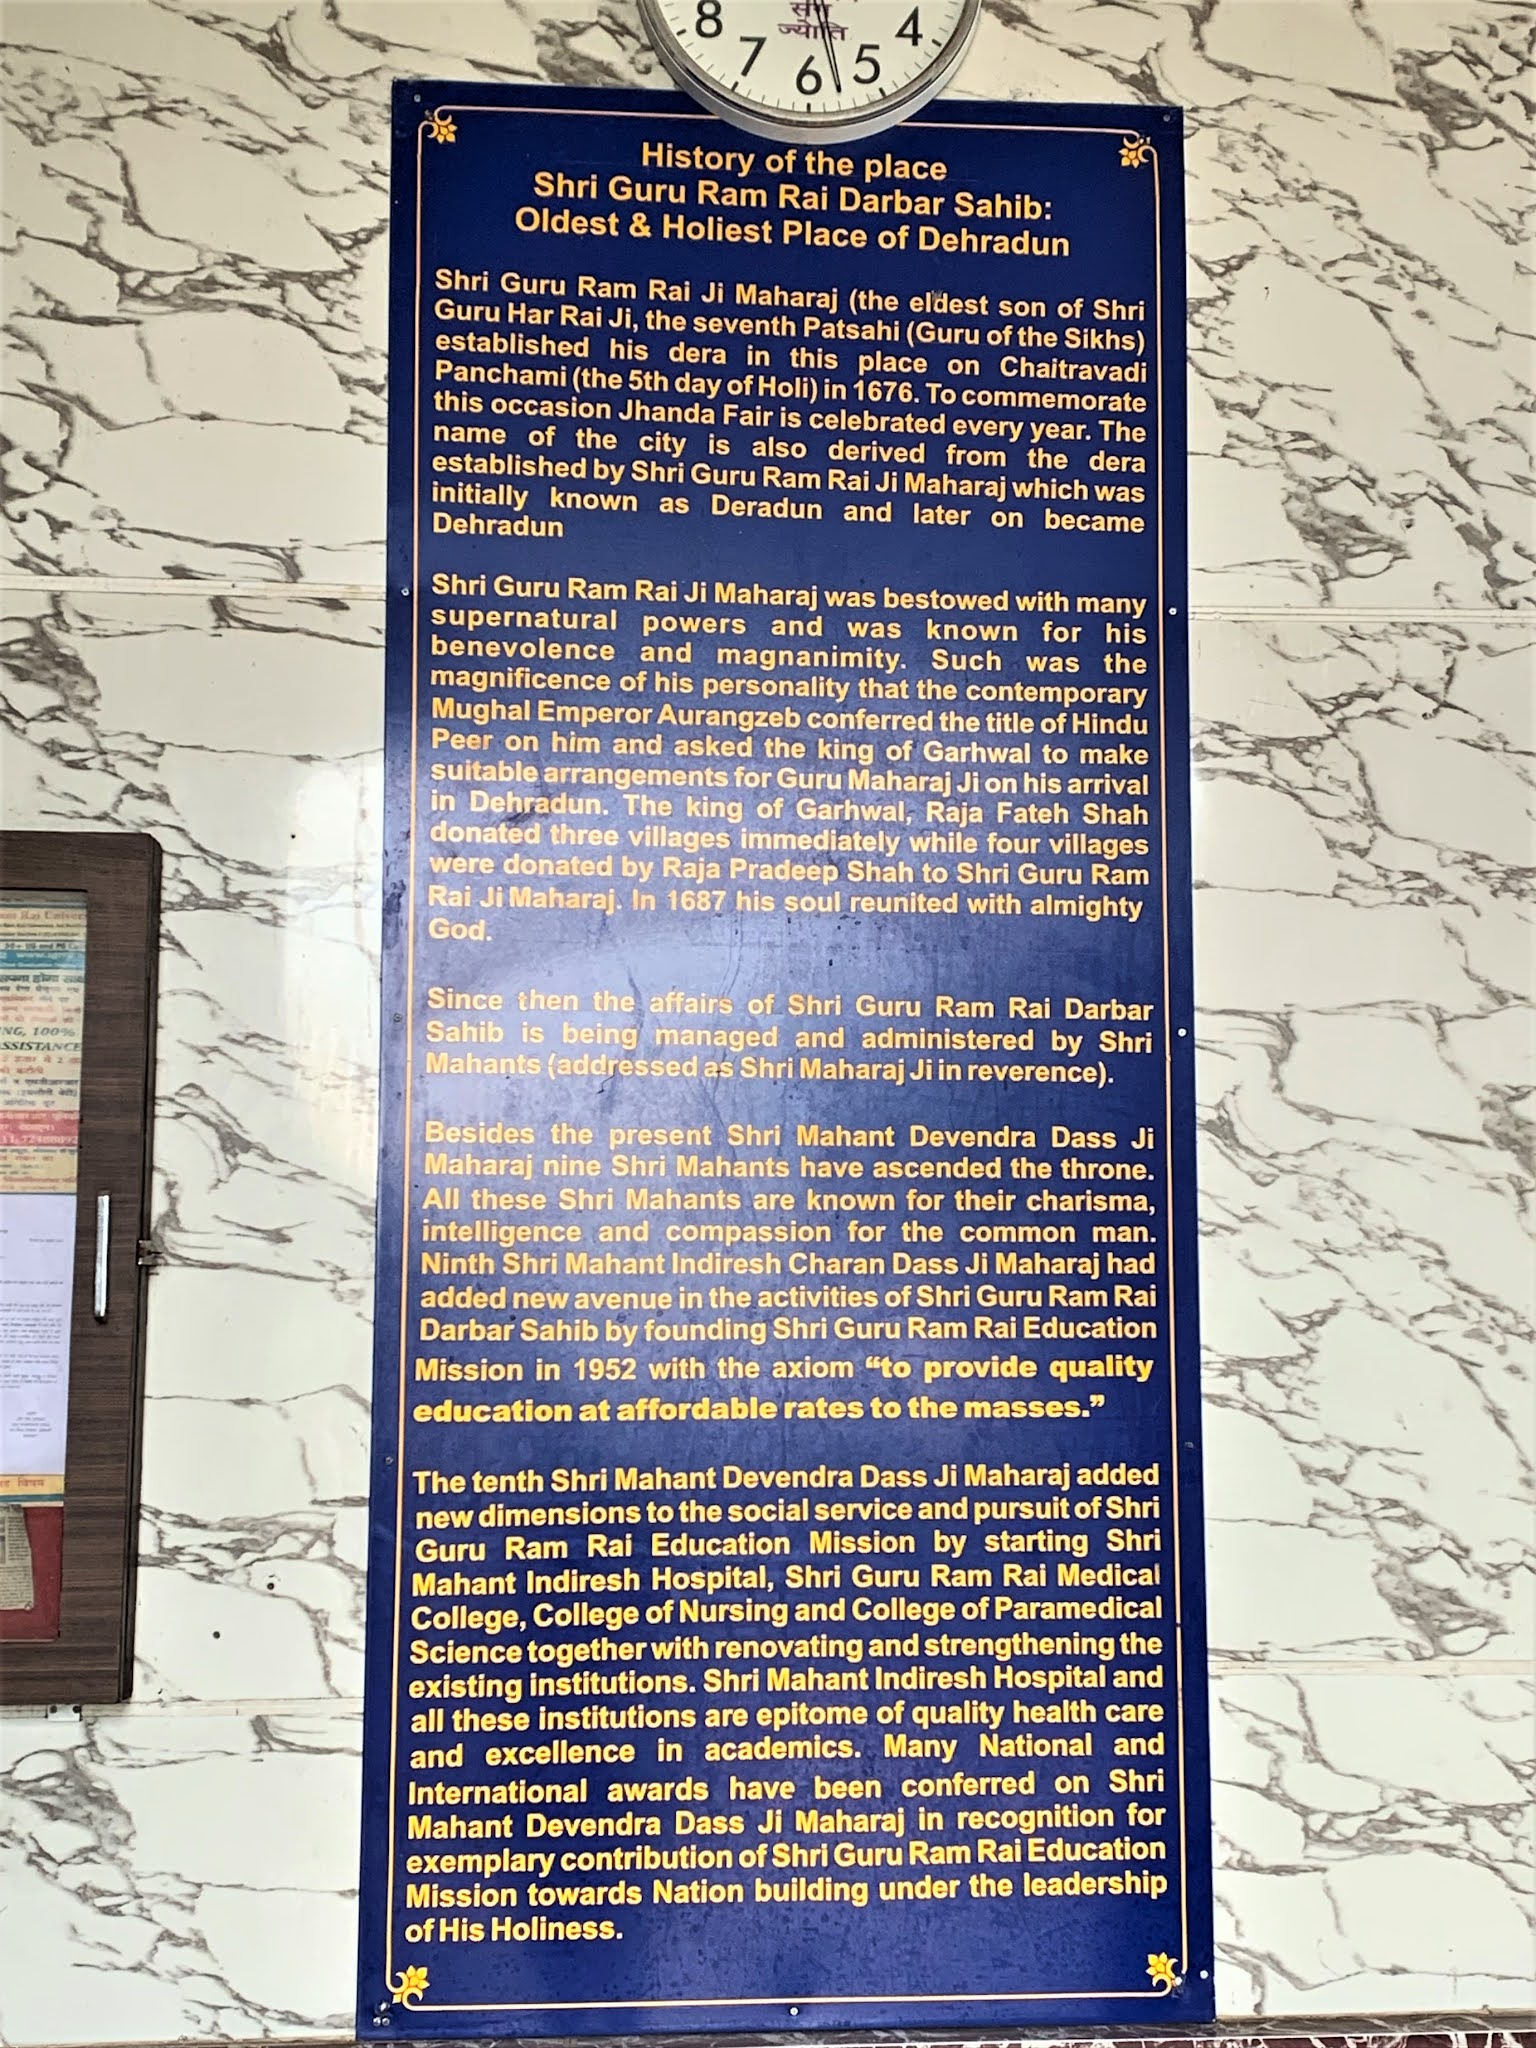 8 7 6 5 4
ज्योति
History of the place
Shri Guru Ram Rai Darbar Sahib:
Oldest & Holiest Place of Dehradun
Shri Guru Ram Rai Ji Maharaj (the eldest son of Shri
Guru Har Rai Ji, the seventh Patsahi (Guru of the Sikhs)
established his dera in this place on Chaitravadi
Panchami (the 5th day of Holi) in 1676. To commemorate
this occasion Jhanda Fair is celebrated every year. The
name of the city is also derived from the dera
established by Shri Guru Ram Rai Ji Maharaj which was
initially known as Deradun and later on became
Dehradun
Shri Guru Ram Rai Ji Maharaj was bestowed with many
supernatural powers and was known for his
benevolence and magnanimity. Such was the
magnificence of his personality that the contemporary
Mughal Emperor Aurangzeb conferred the title of Hindu
Peer on him and asked the king of Garhwal to make
suitable arrangements for Guru Maharaj Ji on his arrival
in Dehradun. The king of Garhwal, Raja Fateh Shah
donated three villages immediately while four villages
were donated by Raja Pradeep Shah to Shri Guru Ram
Rai Ji Maharaj. In 1687 his soul reunited with almighty
God.
Since then the affairs of Shri Guru Ram Rai Darbar
Sahib is being managed and administered by Shri
Mahants (addressed as Shri Maharaj Ji in reverence).
Besides the present Shri Mahant Devendra Dass Ji
Maharaj nine Shri Mahants have ascended the throne.
All these Shri Mahants are known for their charisma,
intelligence and compassion for the common man.
Ninth Shri Mahant Indiresh Charan Dass Ji Maharaj had
added new avenue in the activities of Shri Guru Ram Rai
Darbar Sahib by founding Shri Guru Ram Rai Education
Mission in 1952 with the axiom “to provide quality
education at affordable rates to the masses.”
The tenth Shri Mahant Devendra Dass Ji Maharaj added
new dimensions to the social service and pursuit of Shri
Guru Ram Rai Education Mission by starting Shri
Mahant Indiresh Hospital, Shri Guru Ram Rai Medical
College, College of Nursing and College of Paramedical
Science together with renovating and strengthening the
existing institutions. Shri Mahant Indiresh Hospital and
all these institutions are epitome of quality health care
and excellence in academics. Many National and
International awards have been conferred on Shri
Mahant Devendra Dass Ji Maharaj in recognition for
exemplary contribution of Shri Guru Ram Rai Education
Mission towards Nation building under the leadership
of His Holiness.